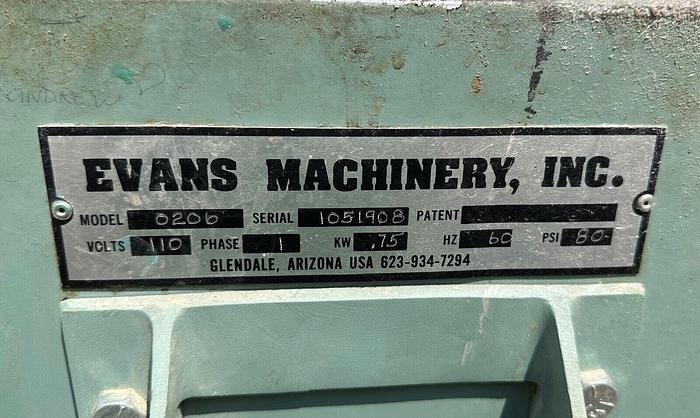 ANDREW
EVANS MACHINERY, INC.
MODEL 0206 SERIAL 1051908 PATENT
VOLTS 110 PHASE 1 KW .75 HZ 60 PSI 80
GLENDALE, ARIZONA USA 623-934-7294